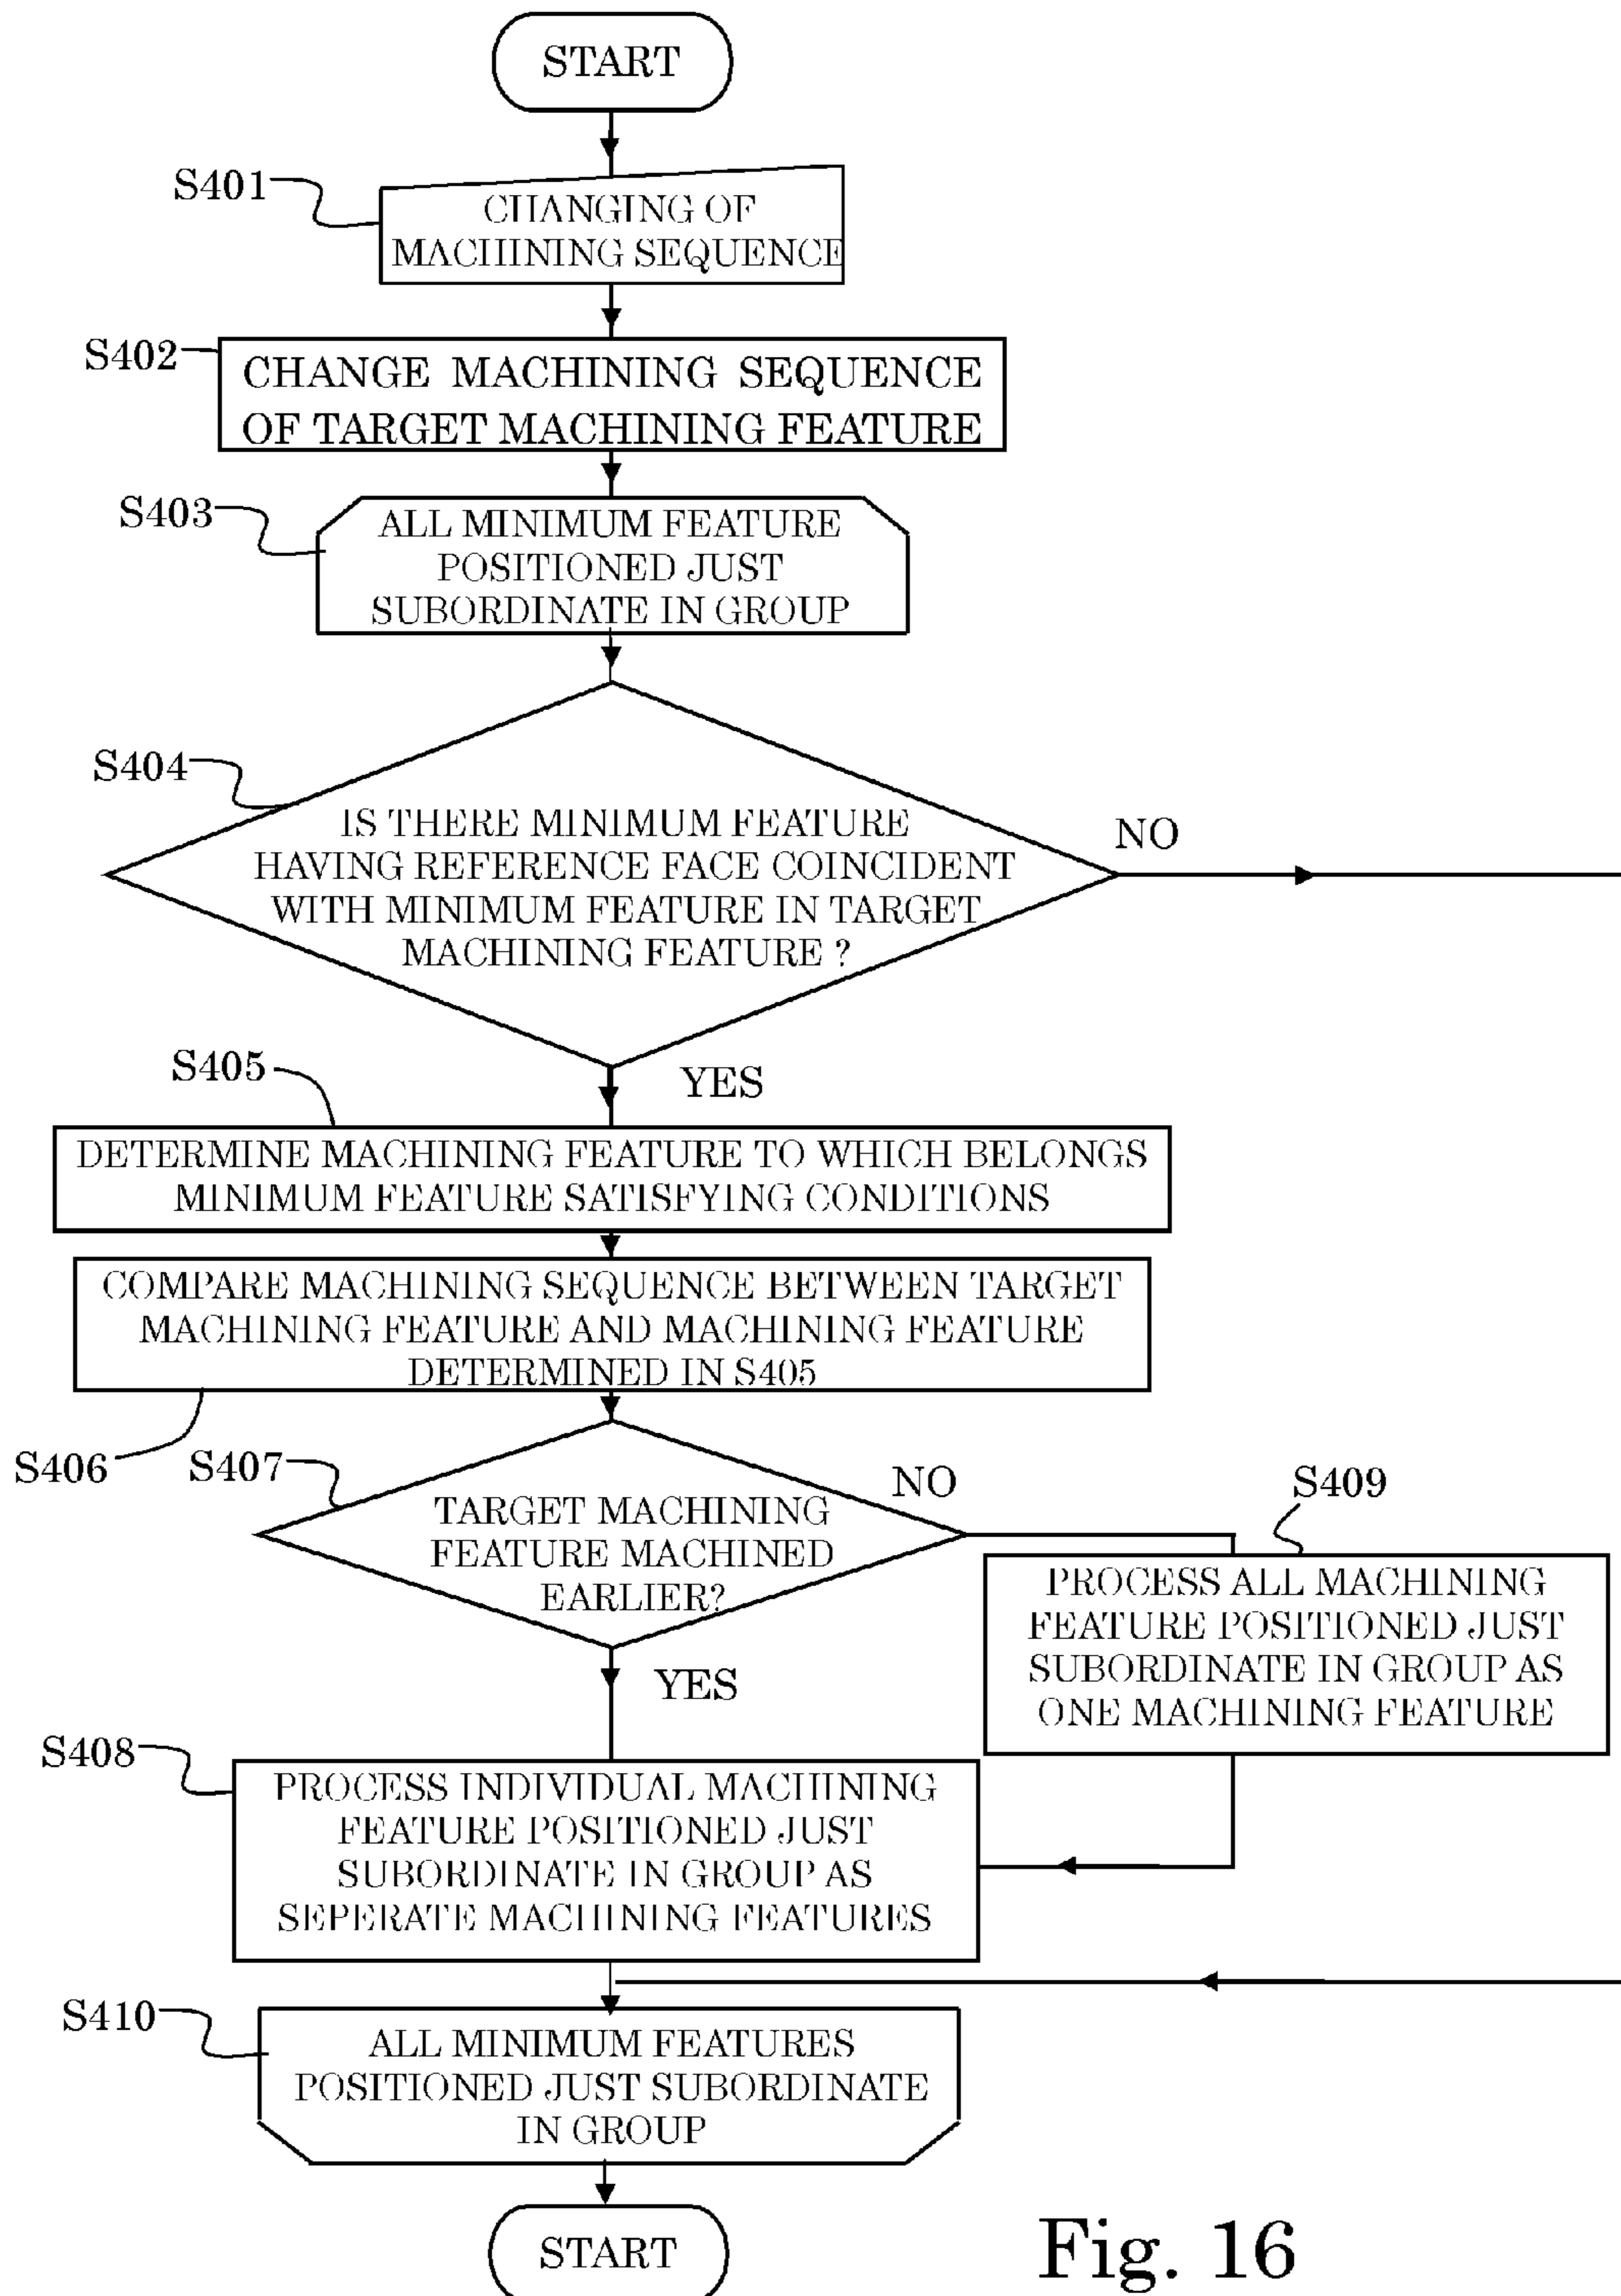 START
S401
CHANGING OF
MACHINING SEQUENCE
S402
CHANGE MACHINING SEQUENCE
OF TARGET MACHINING FEATURE
S403
ALL MINIMUM FEATURE
POSITIONED JUST
SUBORDINATE IN GROUP
S404
IS THERE MINIMUM FEATURE
HAVING REFERENCE FACE COINCIDENT
WITH MINIMUM FEATURE IN TARGET
MACHINING FEATURE ?
NO
YES
S405
DETERMINE MACHINING FEATURE TO WHICH BELONGS
MINIMUM FEATURE SATISFYING CONDITIONS
COMPARE MACHINING SEQUENCE BETWEEN TARGET
MACHINING FEATURE AND MACHINING FEATURE
DETERMINED IN S405
S406
S407
TARGET MACHINING
FEATURE MACHINED
EARLIER?
NO
YES
S409
PROCESS ALL MACHINING
FEATURE POSITIONED JUST
SUBORDINATE IN GROUP AS
ONE MACHINING FEATURE
S408
PROCESS INDIVIDUAL MACHINING
FEATURE POSITIONED JUST
SUBORDINATE IN GROUP AS
SEPERATE MACHINING FEATURES
S410
ALL MINIMUM FEATURES
POSITIONED JUST SUBORDINATE
IN GROUP
START
Fig. 16